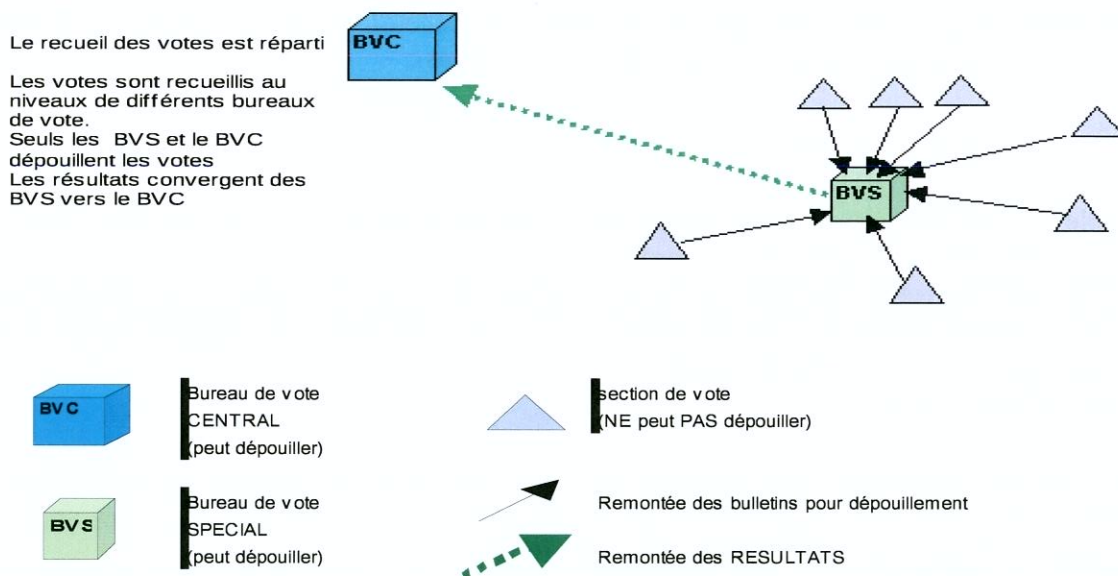 Le recueil des votes est réparti
Les votes sont recueillis au
niveaux de différents bureaux
de vote.
Seuls les BVS et le BVC
dépouillent les votes
Les résultats convergent des
BVS vers le BVC
BVC
BVS
BVC
Bureau de vote
CENTRAL
(peut dépouiller)
section de vote
(NE peut PAS dépouiller)
BVS
Bureau de vote
SPECIAL
(peut dépouiller)
Remontée des bulletins pour dépouillement
Remontée des RESULTATS